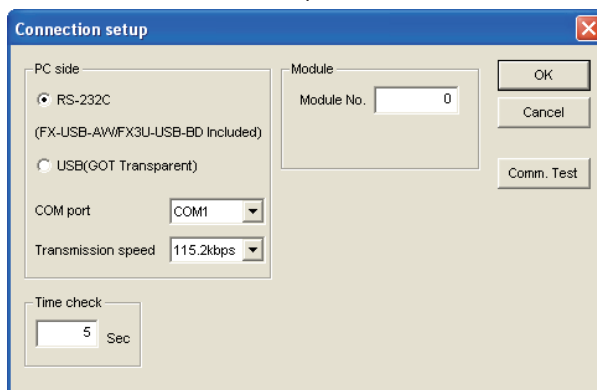 Connection setup
PC side
RS-232C
(FX-USB-AW/FX3U-USB-BD Included)
USB(GOT Transparent)
COM port COM1
Transmission speed 115.2kbps
Time check
5 Sec
Module
Module No. 0
OK
Cancel
Comm. Test